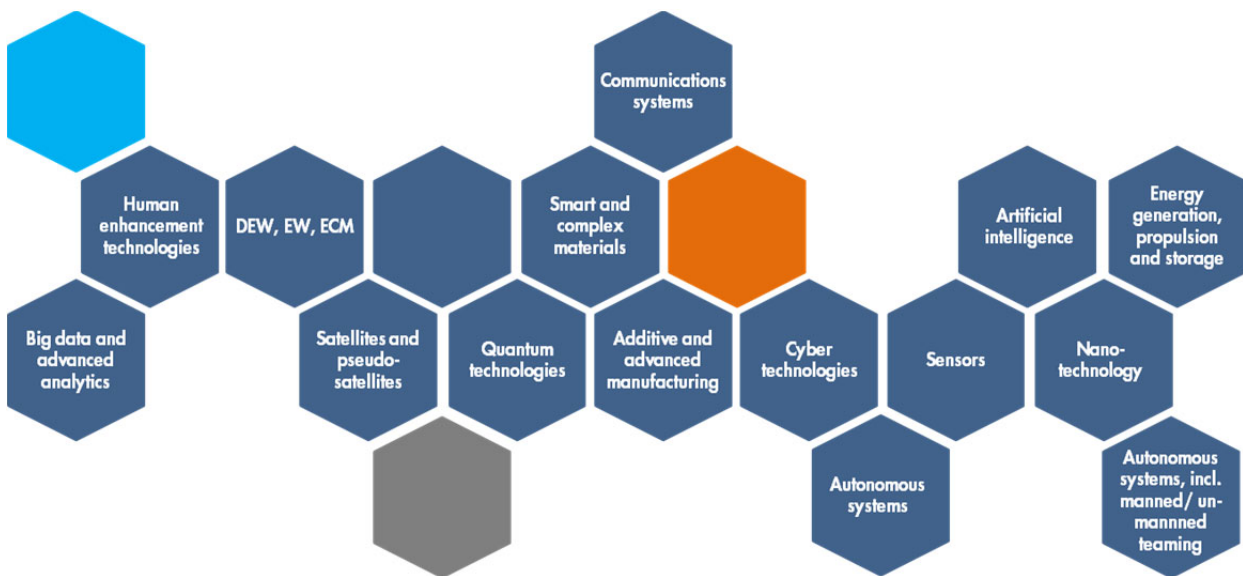 Communications
systems
Human
enhancement
technologies
DEW, EW, ECM
Smart and
complex
materials
Artificial
intelligence
Energy
generation,
propulsion
and storage
Big data and
advanced
analytics
Satellites and
pseudo-
satellites
Quantum
technologies
Additive and
advanced
manufacturing
Cyber
technologies
Sensors
Nano-
technology
Autonomous
systems
Autonomous
systems, incl.
manned/ un-
mannned
teaming